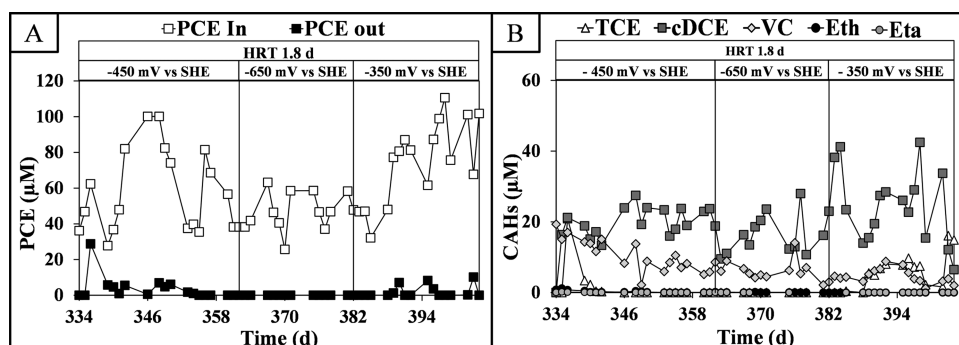 A
PCE In PCE out
HRT 1.8 d
-450 mV vs SHE -650 mV vs SHE -350 mV vs SHE
120
100
80
60
40
20
0
PCE (µM)
334 346 358 370 382 394
Time (d)
B
TCE cDCE VC Eth Eta
HRT 1.8 d
- 450 mV vs SHE -650 mV vs SHE - 350 mV vs SHE
60
40
20
0
CAHs (µM)
334 346 358 370 382 394
Time (d)